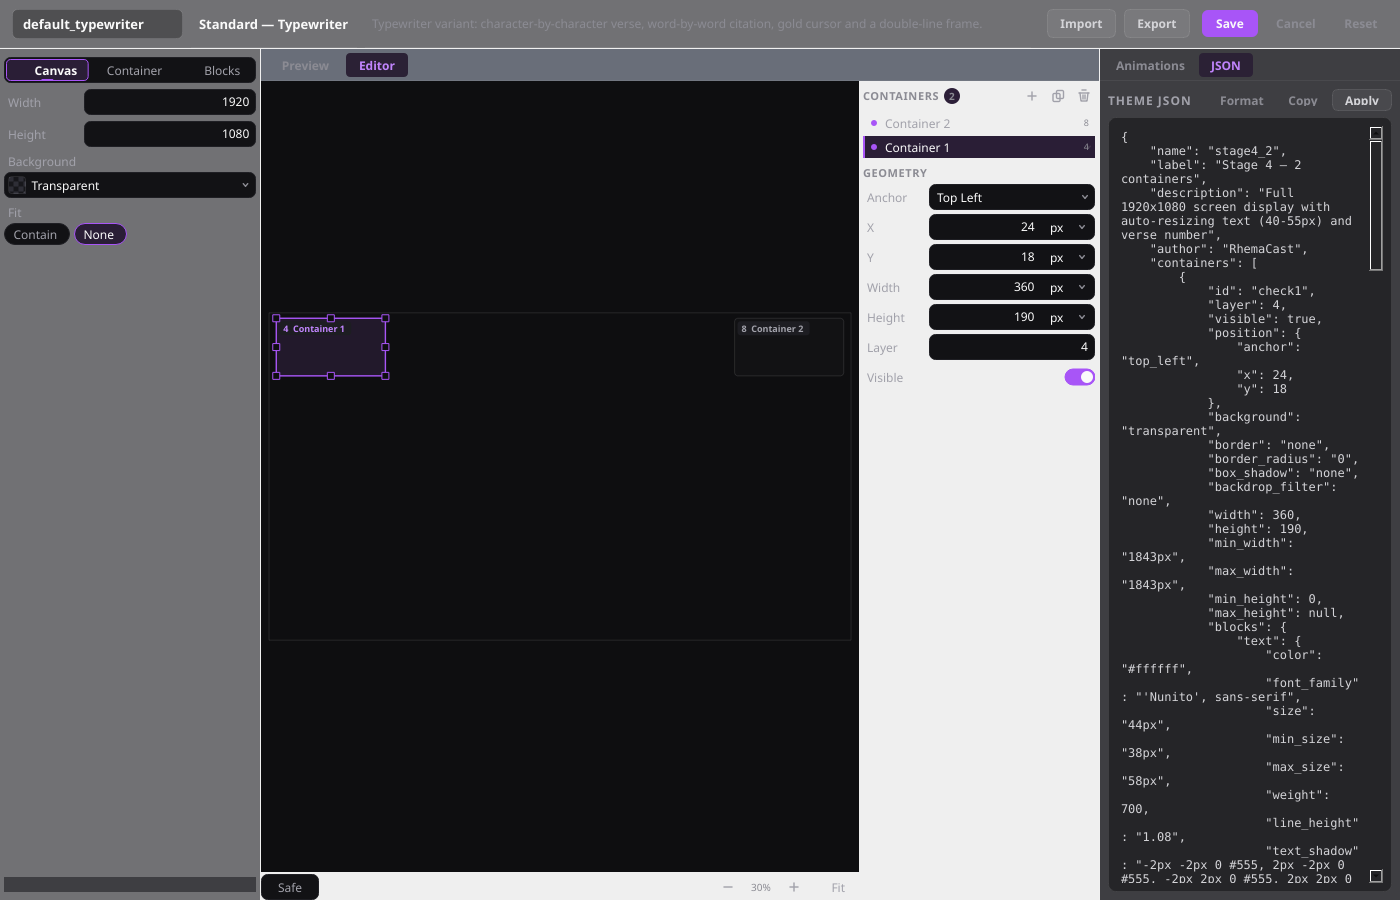 default_typewriter
Standard — Typewriter
Typewriter variant: character-by-character verse, word-by-word citation, gold cursor and a double-line frame.
Import
Export
Save
Cancel
Reset
Canvas
Container
Blocks
Width
1920
Height
1080
Background
Transparent
Fit
Contain
None
Preview
Editor
4 Container 1
8 Container 2
Safe
30%
Fit
CONTAINERS 2
Container 2
8
Container 1
4
GEOMETRY
Anchor
Top Left
X
24 px
Y
18 px
Width
360 px
Height
190 px
Layer
4
Visible
Animations
JSON
THEME JSON
Format
Copy
Apply
{
"name": "stage4_2",
"label": "Stage 4 — 2
containers",
"description": "Full
1920x1080 screen display with
auto-resizing text (40-55px) and
verse number",
"author": "RhemaCast",
"containers": [
{
"id": "check1",
"layer": 4,
"visible": true,
"position": {
"anchor":
"top_left",
"x": 24,
"y": 18
},
"background":
"transparent",
"border": "none",
"border_radius": "0",
"box_shadow": "none",
"backdrop_filter":
"none",
"width": 360,
"height": 190,
"min_width":
"1843px",
"max_width":
"1843px",
"min_height": 0,
"max_height": null,
"blocks": {
"text": {
"color":
"#ffffff",
"font_family"
: "'Nunito', sans-serif",
"size":
"44px",
"min_size":
"38px",
"max_size":
"58px",
"weight":
700,
"line_height"
: "1.08",
"text_shadow"
: "-2px -2px 0 #555, 2px -2px 0
#555, -2px 2px 0 #555, 2px 2px 0